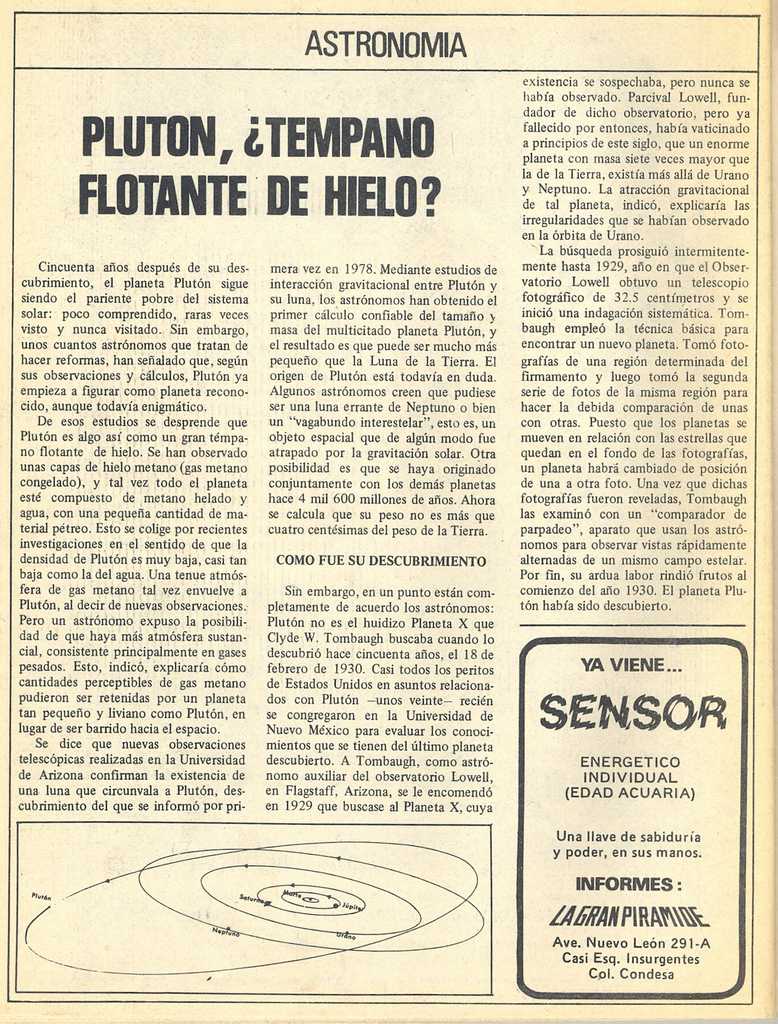 ASTRONOMIA
PLUTON, ¿TEMPANO
FLOTANTE DE HIELO?
Cincuenta años después de su des-
cubrimiento, el planeta Plutón sigue
siendo el pariente pobre del sistema
solar: poco comprendido, raras veces
visto y nunca visitado. Sin embargo,
unos cuantos astrónomos que tratan de
hacer reformas, han señalado que, según
sus observaciones y cálculos, Plutón ya
empieza a figurar como planeta recono-
cido, aunque todavía enigmático.
De esos estudios se desprende que
Plutón es algo así como un gran témpa-
no flotante de hielo. Se han observado
unas capas de hielo metano (gas metano
congelado), y tal vez todo el planeta
esté compuesto de metano helado y
agua, con una pequeña cantidad de ma-
terial pétreo. Esto se colige por recientes
investigaciones en el sentido de que la
densidad de Plutón es muy baja, casi tan
baja como la del agua. Una tenue atmós-
fera de gas metano tal vez envuelve a
Plutón, al decir de nuevas observaciones.
Pero un astrónomo expuso la posibili-
dad de que haya más atmósfera sustan-
cial, consistente principalmente en gases
pesados. Esto, indicó, explicaría cómo
cantidades perceptibles de gas metano
pudieron ser retenidas por un planeta
tan pequeño y liviano como Plutón, en
lugar de ser barrido hacia el espacio.
Se dice que nuevas observaciones
telescópicas realizadas en la Universidad
de Arizona confirman la existencia de
una luna que circunvala a Plutón, des-
cubrimiento del que se informó por pri-
mera vez en 1978. Mediante estudios de
interacción gravitacional entre Plutón y
su luna, los astrónomos han obtenido el
primer cálculo confiable del tamaño y
masa del multicitado planeta Plutón, y
el resultado es que puede ser mucho más
pequeño que la Luna de la Tierra. El
origen de Plutón está todavía en duda.
Algunos astrónomos creen que pudiese
ser una luna errante de Neptuno o bien
un "vagabundo interestelar", esto es, un
objeto espacial que de algún modo fue
atrapado por la gravitación solar. Otra
posibilidad es que se haya originado
conjuntamente con los demás planetas
hace 4 mil 600 millones de años. Ahora
se calcula que su peso no es más que
cuatro centésimas del peso de la Tierra.
COMO FUE SU DESCUBRIMIENTO
Sin embargo, en un punto están com-
pletamente de acuerdo los astrónomos:
Plutón no es el huidizo Planeta X que
Clyde W. Tombaugh buscaba cuando lo
descubrió hace cincuenta años, el 18 de
febrero de 1930. Casi todos los peritos
de Estados Unidos en asuntos relaciona-
dos con Plutón —unos veinte— recién
se congregaron en la Universidad de
Nuevo México para evaluar los conoci-
mientos que se tienen del último planeta
descubierto. A Tombaugh, como astró-
nomo auxiliar del observatorio Lowell,
en Flagstaff, Arizona, se le encomendó
en 1929 que buscase al Planeta X, cuya
existencia se sospechaba, pero nunca se
había observado. Parcival Lowell, fun-
dador de dicho observatorio, pero ya
fallecido por entonces, había vaticinado
a principios de este siglo, que un enorme
planeta con masa siete veces mayor que
la de la Tierra, existía más allá de Urano
y Neptuno. La atracción gravitacional
de tal planeta, indicó, explicaría las
irregularidades que se habían observado
en la órbita de Urano.
La búsqueda prosiguió intermitente-
mente hasta 1929, año en que el Obser-
vatorio Lowell obtuvo un telescopio
fotográfico de 32.5 centímetros y se
inició una indagación sistemática. Tom-
baugh empleó la técnica básica para
encontrar un nuevo planeta. Tomó foto-
grafías de una región determinada del
firmamento y luego tomó la segunda
serie de fotos de la misma región para
hacer la debida comparación de unas
con otras. Puesto que los planetas se
mueven en relación con las estrellas que
quedan en el fondo de las fotografías,
un planeta habrá cambiado de posición
de una a otra foto. Una vez que dichas
fotografías fueron reveladas, Tombaugh
las examinó con un "comparador de
parpadeo", aparato que usan los astró-
nomos para observar vistas rápidamente
alternadas de un mismo campo estelar.
Por fin, su ardua labor rindió frutos al
comienzo del año 1930. El planeta Plu-
tón había sido descubierto.
Plutón
Saturno
Marte
Júpiter
Neptuno
Urano
YA VIENE...
SENSOR
ENERGETICO
INDIVIDUAL
(EDAD ACUARIA)
Una llave de sabiduría
y poder, en sus manos.
INFORMES:
LA GRAN PIRAMIDE
Ave. Nuevo León 291-A
Casi Esq. Insurgentes
Col. Condesa